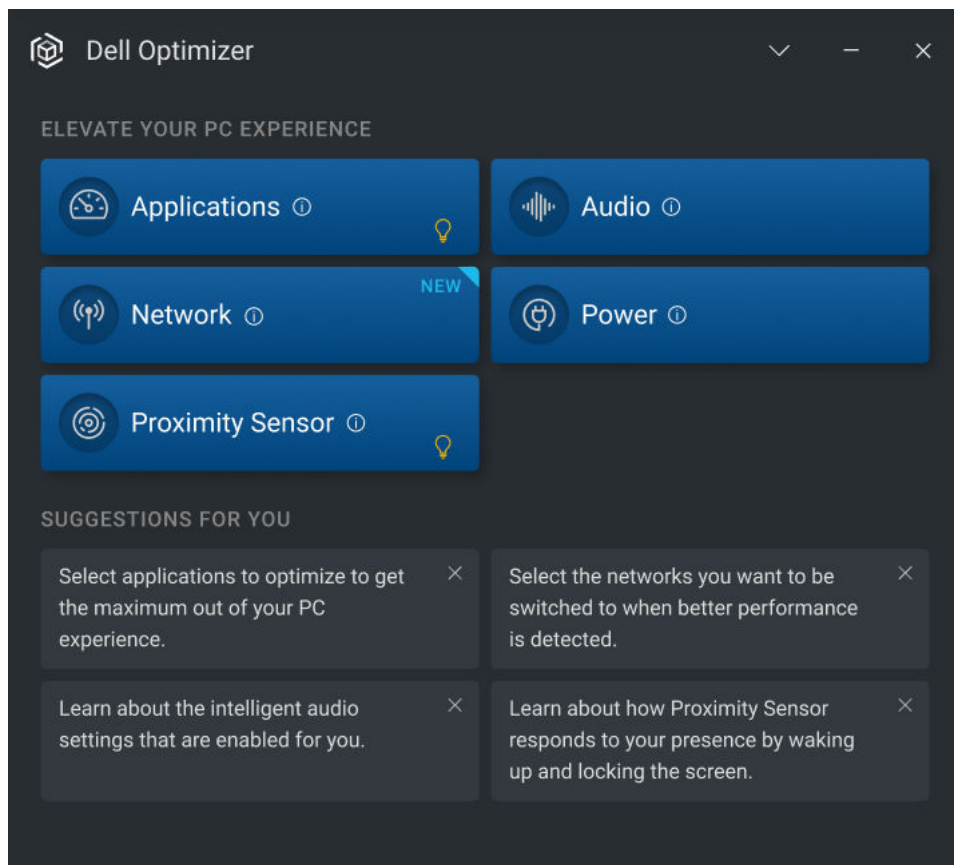 Dell Optimizer
ELEVATE YOUR PC EXPERIENCE
Applications
Audio
Network
NEW
Power
Proximity Sensor
SUGGESTIONS FOR YOU
Select applications to optimize to get
the maximum out of your PC
experience.
Select the networks you want to be
switched to when better performance
is detected.
Learn about the intelligent audio
settings that are enabled for you.
Learn about how Proximity Sensor
responds to your presence by waking
up and locking the screen.